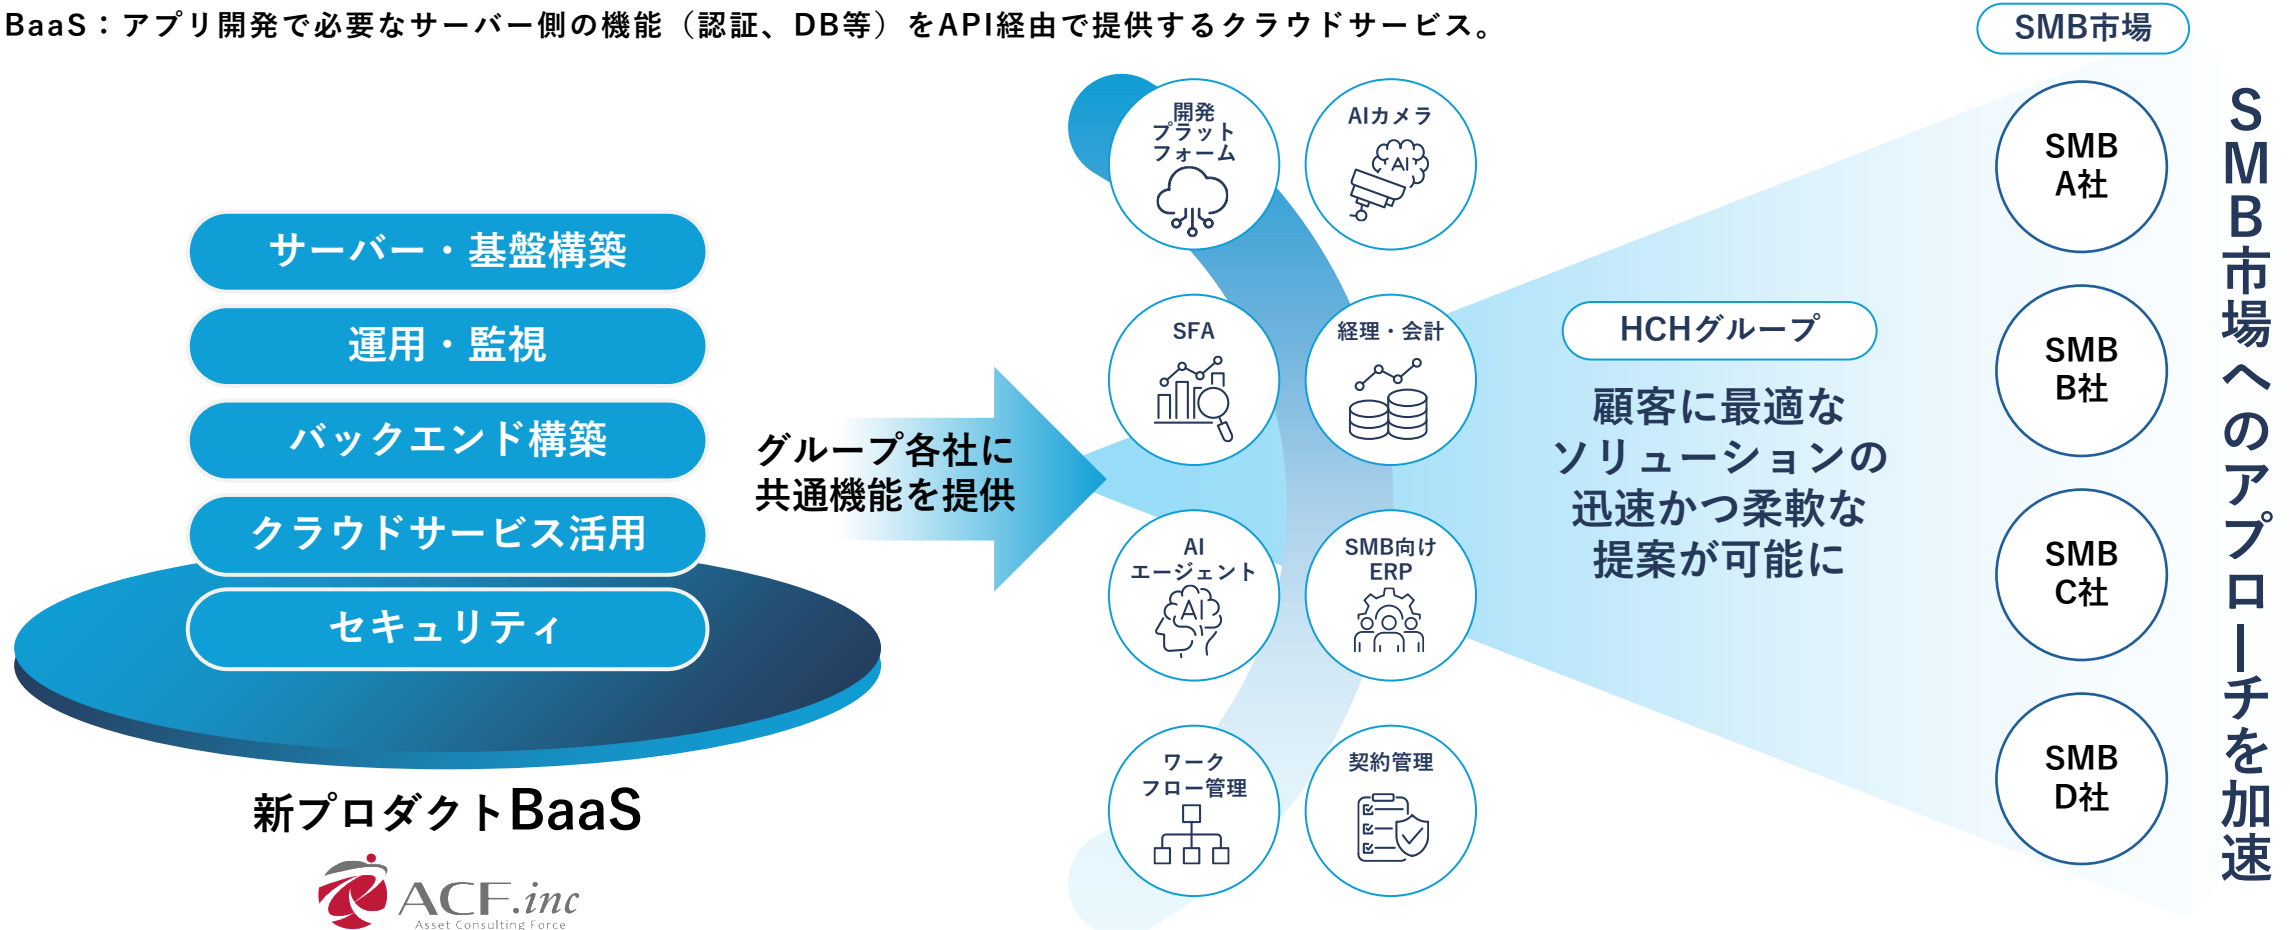 BaaS：アプリ開発で必要なサーバー側の機能（認証、DB等）をAPI経由で提供するクラウドサービス。
サーバー・基盤構築
運用・監視
バックエンド構築
クラウドサービス活用
セキュリティ
新プロダクトBaaS
ACF.inc
Asset Consulting Force
グループ各社に
共通機能を提供
開発
プラット
フォーム
AIカメラ
AI
SFA
経理・会計
AI
エージェント
AI
SMB向け
ERP
ワーク
フロー管理
契約管理
HCHグループ
顧客に最適な
ソリューションの
迅速かつ柔軟な
提案が可能に
SMB市場
SMB
A社
SMB
B社
SMB
C社
SMB
D社
SMB市場へのアプローチを加速